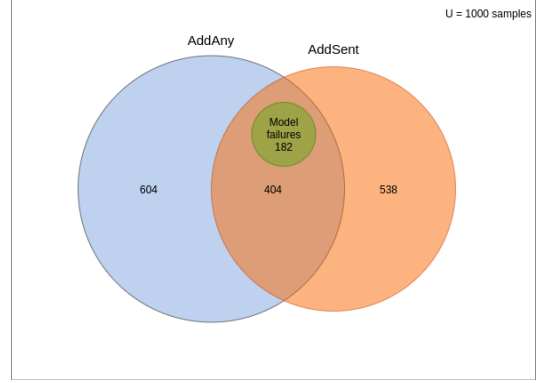 U = 1000 samples
AddAny
AddSent
Model
failures
182
604
404
538